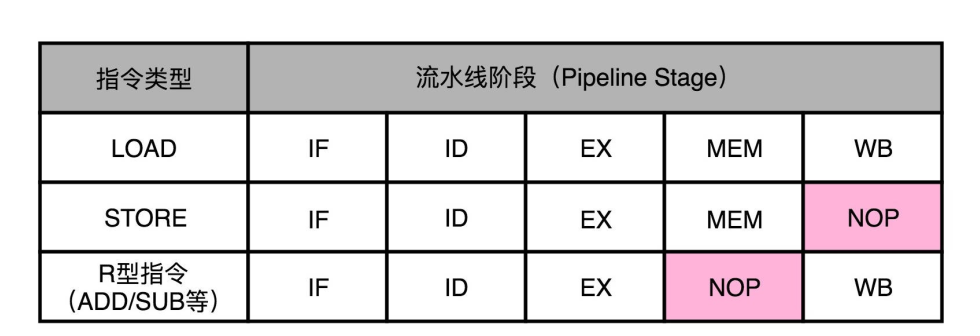 指令类型 流水线阶段（Pipeline Stage）
LOAD IF ID EX MEM WB
STORE IF ID EX MEM NOP
R型指令
（ADD/SUB等） IF ID EX NOP WB